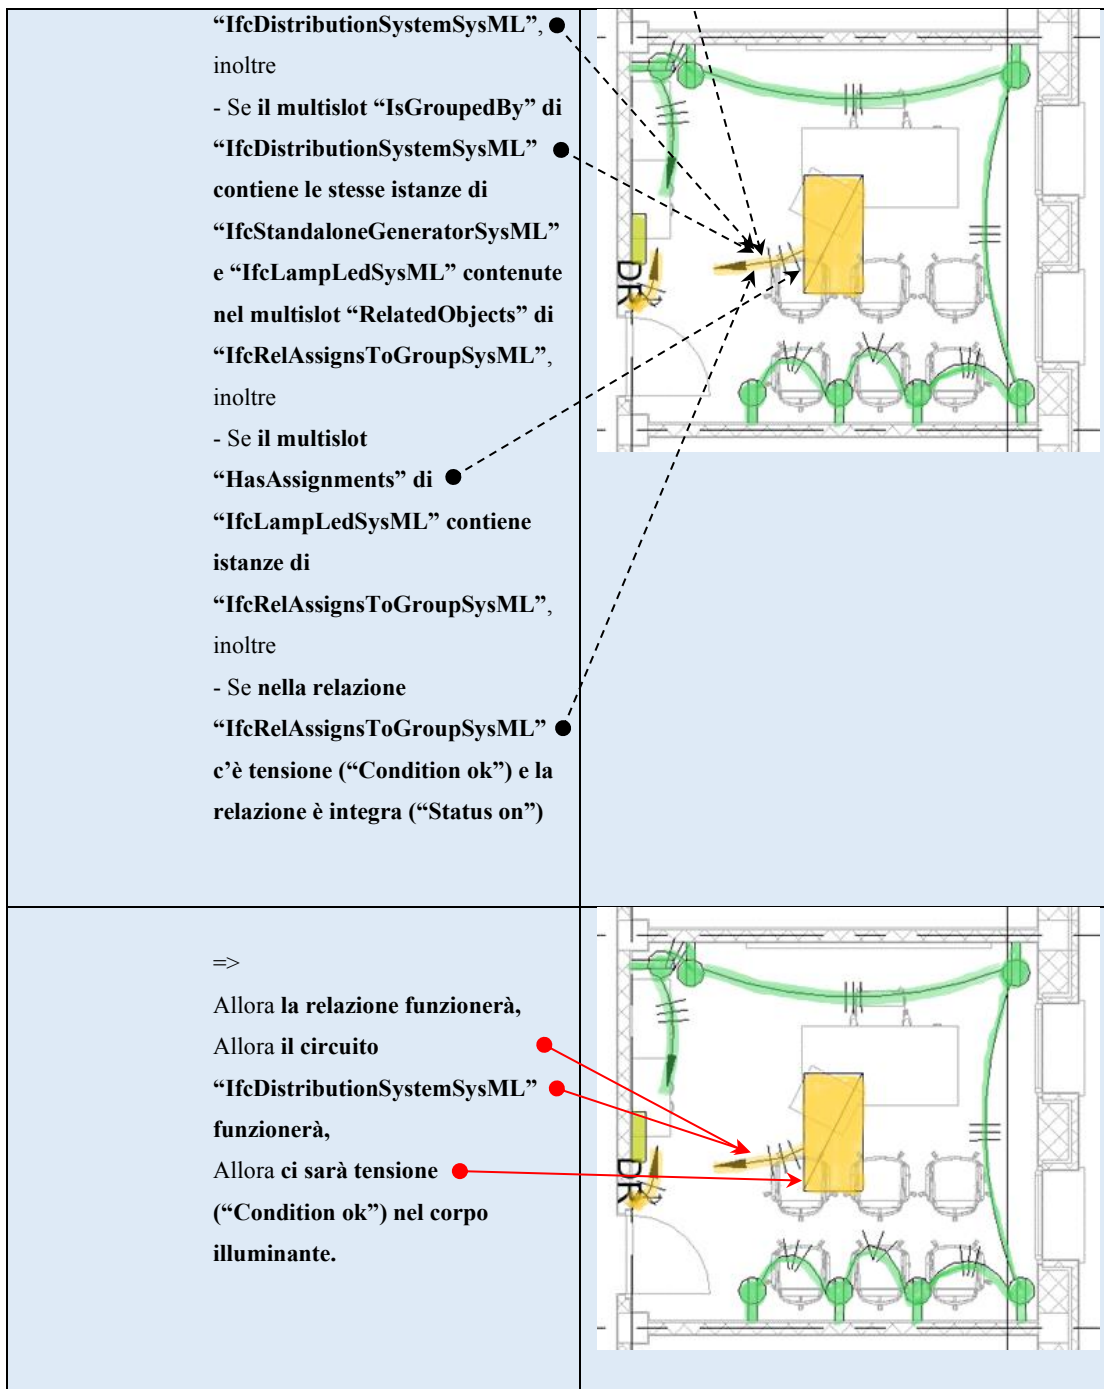 “IfcDistributionSystemSysML”,
inoltre
- Se il multislot “IsGroupedBy” di
“IfcDistributionSystemSysML”
contiene le stesse istanze di
“IfcStandaloneGeneratorSysML”
e “IfcLampLedSysML” contenute
nel multislot “RelatedObjects” di
“IfcRelAssignsToGroupSysML”,
inoltre
- Se il multislot
“HasAssignments” di
“IfcLampLedSysML” contiene
istanze di
“IfcRelAssignsToGroupSysML”,
inoltre
- Se nella relazione
“IfcRelAssignsToGroupSysML”
c’è tensione (“Condition ok”) e la
relazione è integra (“Status on”)
DR
=>
Allora la relazione funzionerà,
Allora il circuito
“IfcDistributionSystemSysML”
funzionerà,
Allora ci sarà tensione
(“Condition ok”) nel corpo
illuminante.
DR